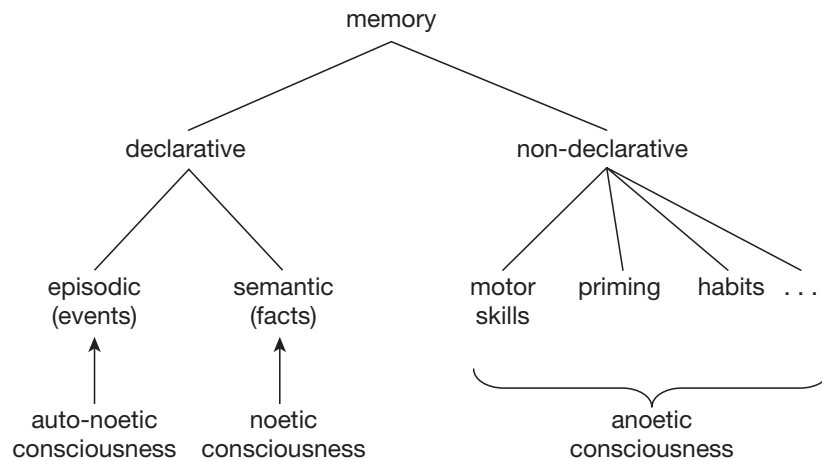 memory
declarative
non-declarative
episodic
(events)
semantic
(facts)
motor
skills
priming
habits
. . .
auto-noetic
consciousness
noetic
consciousness
anoetic
consciousness